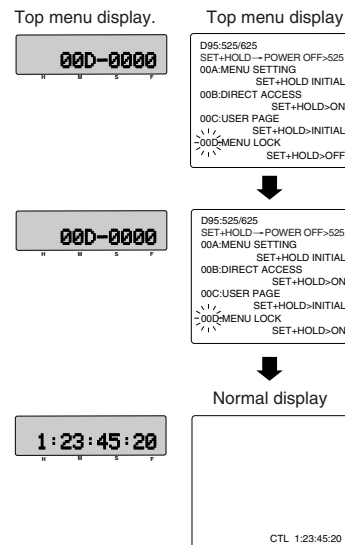 Top menu display.
Top menu display
00D-0000
H M S F
D95:525/625
SET+HOLD→POWER OFF>525
00A:MENU SETTING
SET+HOLD INITIAL
00B:DIRECT ACCESS
SET+HOLD>ON
00C:USER PAGE
SET+HOLD>INITIAL
00D:MENU LOCK
SET+HOLD>OFF
00D-0000
H M S F
D95:525/625
SET+HOLD→POWER OFF>525
00A:MENU SETTING
SET+HOLD INITIAL
00B:DIRECT ACCESS
SET+HOLD>ON
00C:USER PAGE
SET+HOLD>INITIAL
00D:MENU LOCK
SET+HOLD>ON
Normal display
1:23:45:20
H M S F
CTL 1:23:45:20